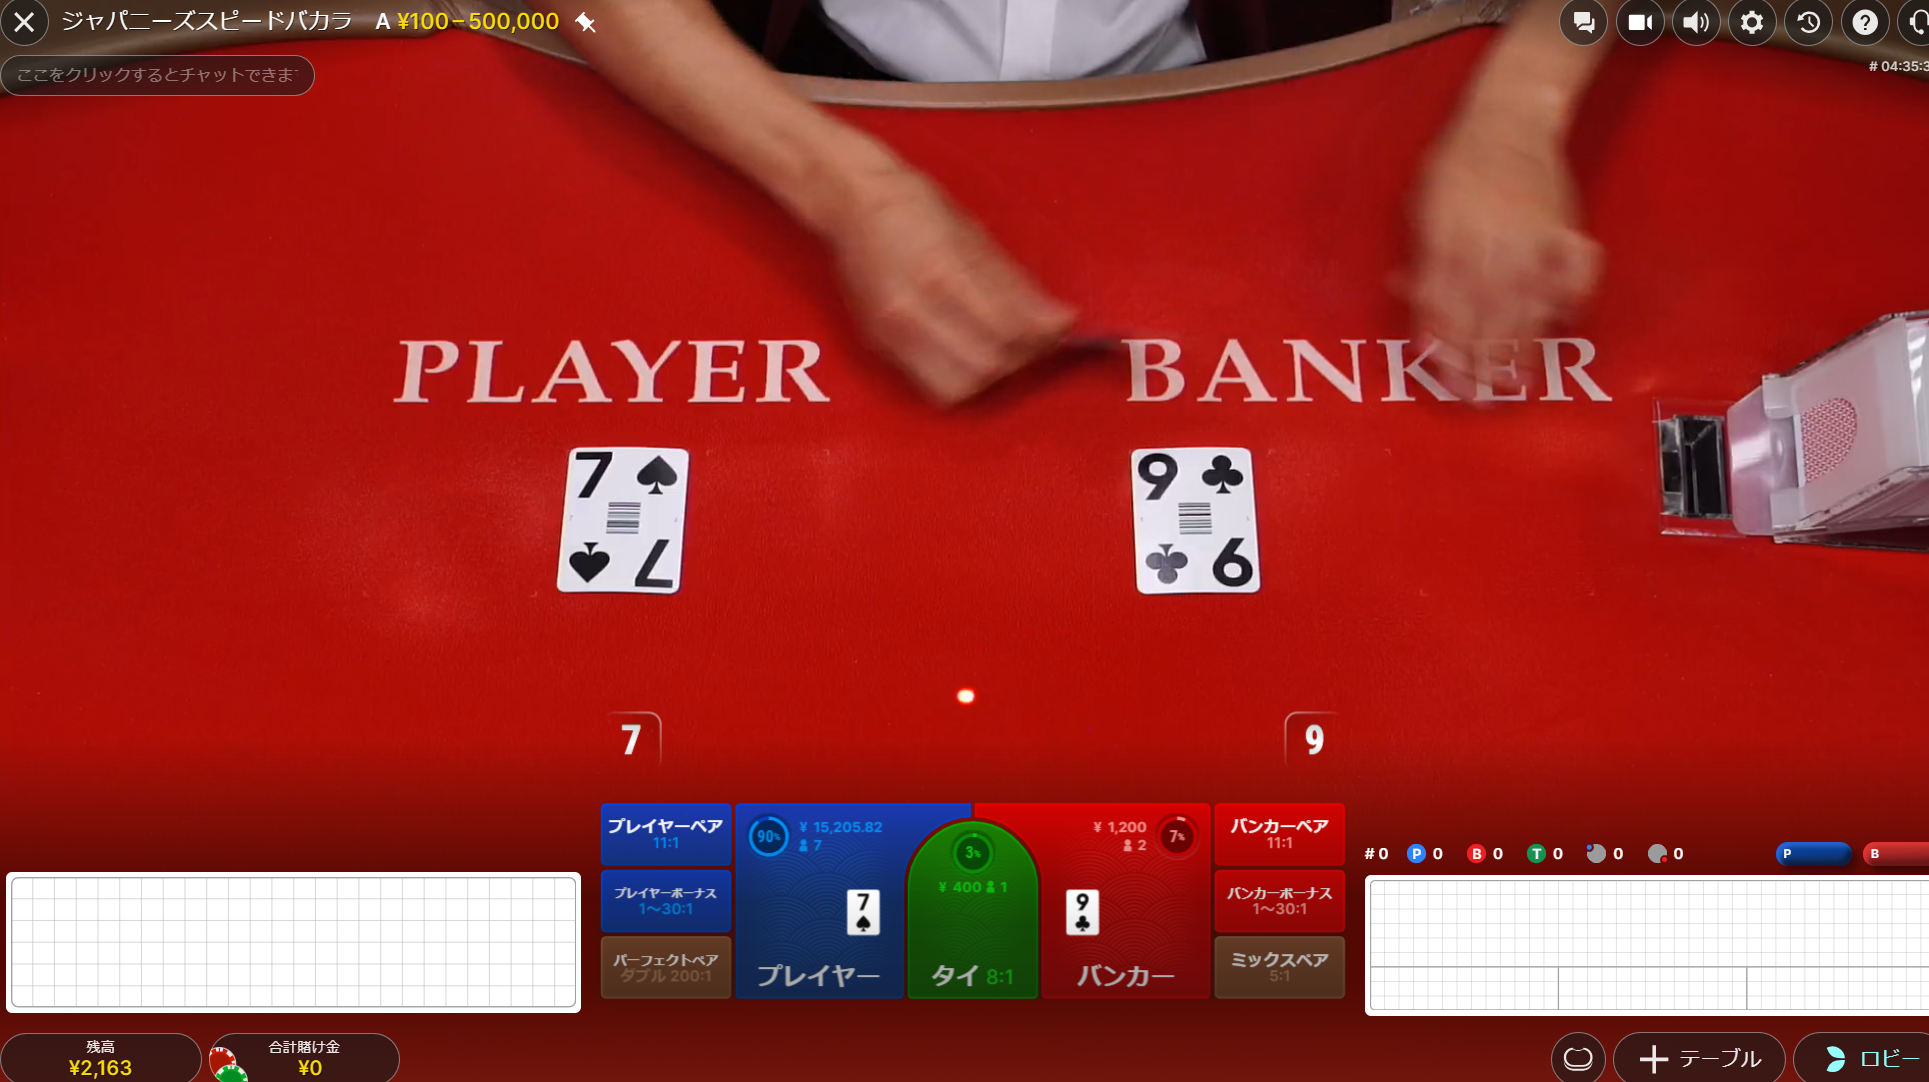 ジャパニーズスピードバカラ A ¥100–500,000
# 04:35:3
ここをクリックするとチャットできま
PLAYER BANKER
7 9
7 9
7 9
プレイヤーペア
11:1
プレイヤーボーナス
1〜30:1
パーフェクトペア
ダブル 200:1
90%
¥ 15,205.82
7
7
プレイヤー
3%
¥ 400 1
タイ 8:1
¥ 1,200
2
7%
9
バンカー
バンカーペア
11:1
バンカーボーナス
1〜30:1
ミックスペア
5:1
#0 P 0 B 0 T 0 0 0
P B
残高
¥2,163
合計賭け金
¥0
テーブル
ロビー